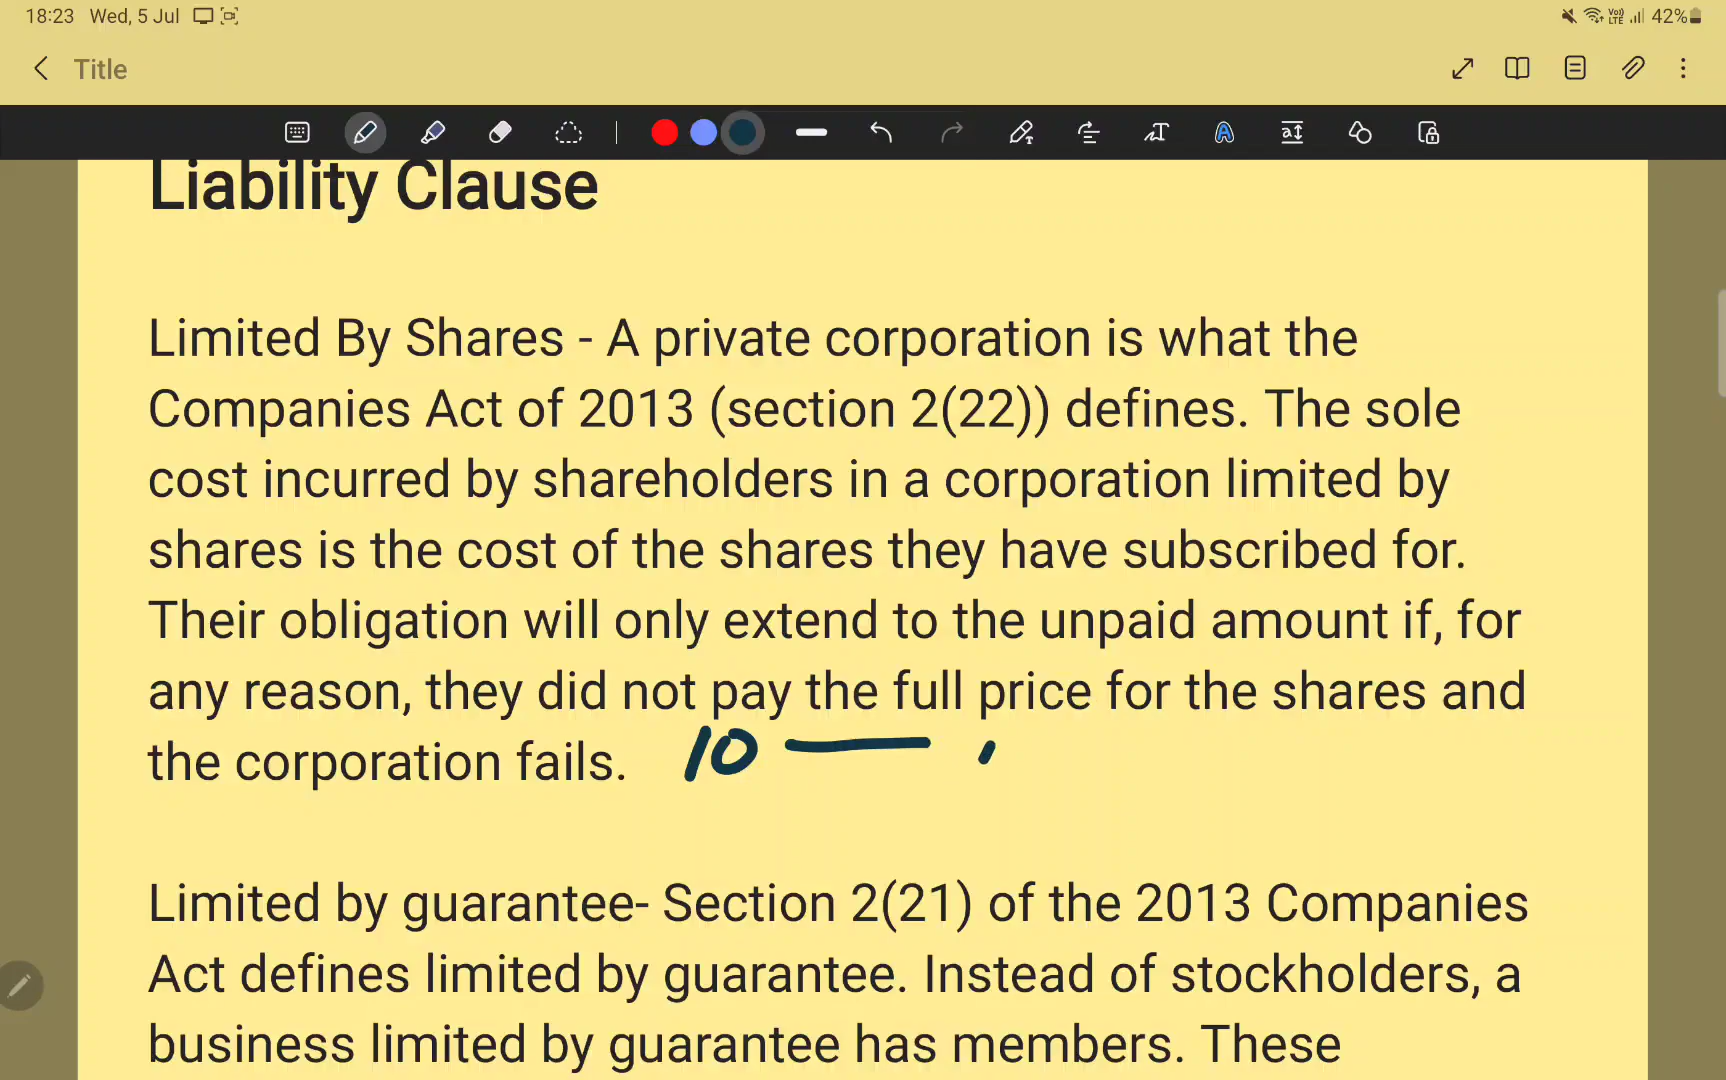 18:23 Wed, 5 Jul 42%
Title
Liability Clause
Limited By Shares - A private corporation is what the
Companies Act of 2013 (section 2(22)) defines. The sole
cost incurred by shareholders in a corporation limited by
shares is the cost of the shares they have subscribed for.
Their obligation will only extend to the unpaid amount if, for
any reason, they did not pay the full price for the shares and
the corporation fails. 10
Limited by guarantee- Section 2(21) of the 2013 Companies
Act defines limited by guarantee. Instead of stockholders, a
business limited by guarantee has members. These